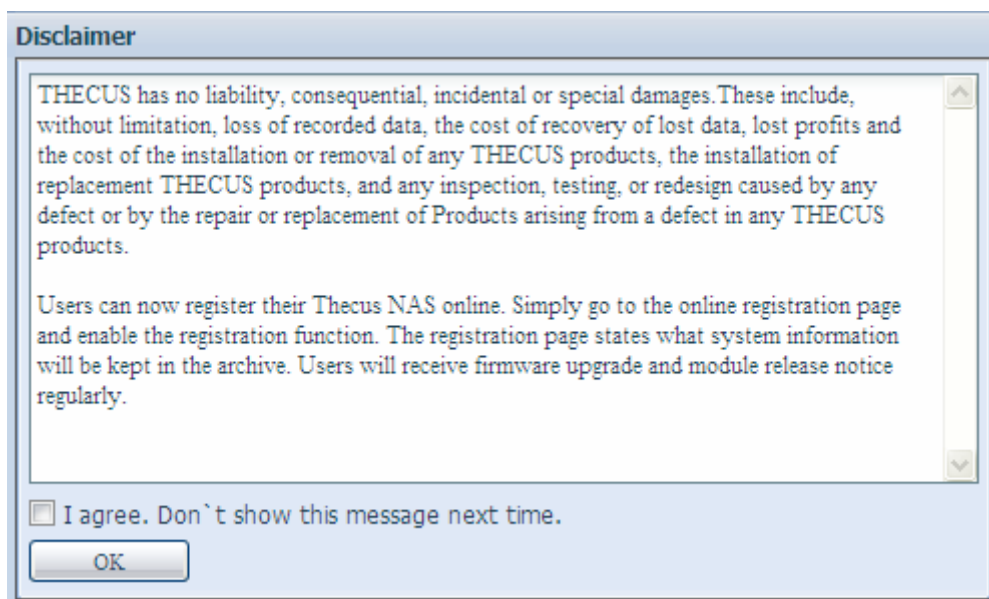 Disclaimer
THECUS has no liability, consequential, incidental or special damages.These include,
without limitation, loss of recorded data, the cost of recovery of lost data, lost profits and
the cost of the installation or removal of any THECUS products, the installation of
replacement THECUS products, and any inspection, testing, or redesign caused by any
defect or by the repair or replacement of Products arising from a defect in any THECUS
products.
Users can now register their Thecus NAS online. Simply go to the online registration page
and enable the registration function. The registration page states what system information
will be kept in the archive. Users will receive firmware upgrade and module release notice
regularly.
I agree. Don`t show this message next time.
OK